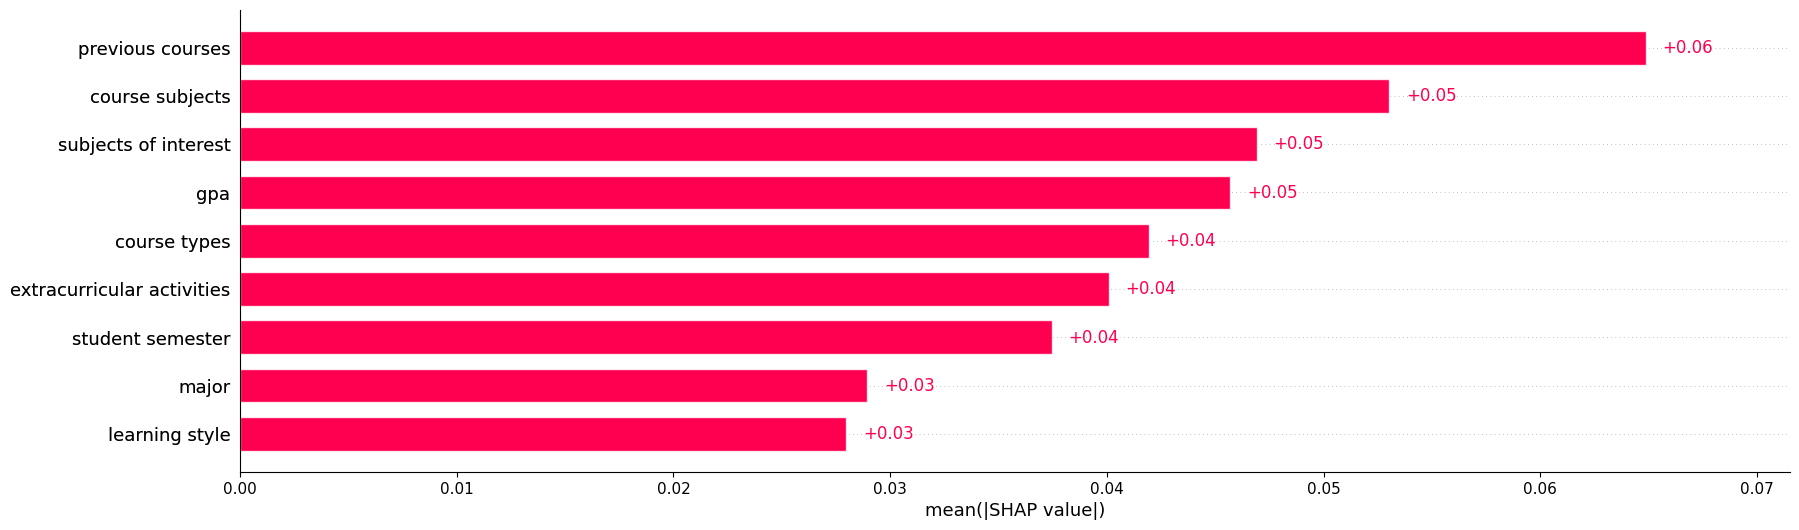 previous courses +0.06
course subjects +0.05
subjects of interest +0.05
gpa +0.05
course types +0.04
extracurricular activities +0.04
student semester +0.04
major +0.03
learning style +0.03
0.00 0.01 0.02 0.03 0.04 0.05 0.06 0.07
mean(|SHAP value|)